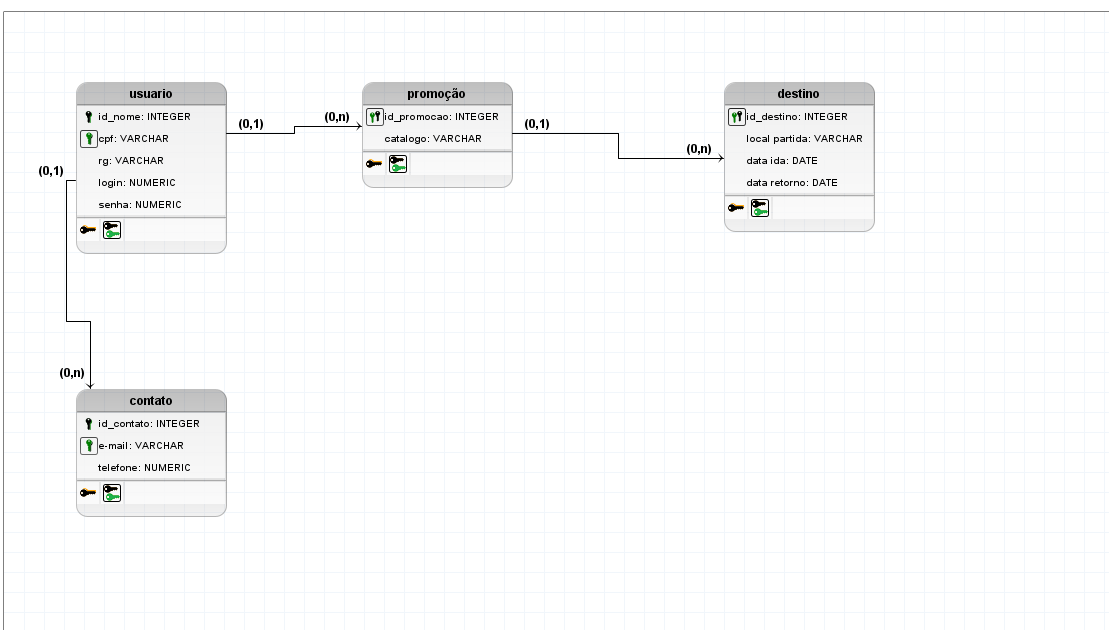 usuario
id_nome: INTEGER
cpf: VARCHAR
rg: VARCHAR
login: NUMERIC
senha: NUMERIC
(0,1)
(0,n)
promoção
id_promocao: INTEGER
catalogo: VARCHAR
(0,1)
(0,n)
destino
id_destino: INTEGER
local partida: VARCHAR
data ida: DATE
data retorno: DATE
(0,1)
(0,n)
contato
id_contato: INTEGER
e-mail: VARCHAR
telefone: NUMERIC